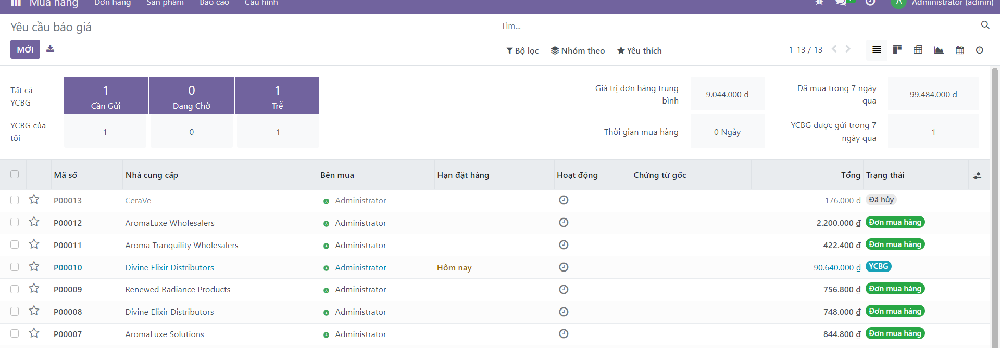 Mua hàng Đơn hàng Sản phẩm Báo cáo Cấu hình A Administrator (admin)
Yêu cầu báo giá
Tìm...
MỚI
Bộ lọc Nhóm theo Yêu thích 1-13 / 13
Tất cả YCBG
1 Cần Gửi
0 Đang Chờ
1 Trễ
YCBG của tôi
1 0 1
Giá trị đơn hàng trung bình
9.044.000 ₫
Đã mua trong 7 ngày qua
99.484.000 ₫
Thời gian mua hàng
0 Ngày
YCBG được gửi trong 7 ngày qua
1
Mã số Nhà cung cấp Bên mua Hạn đặt hàng Hoạt động Chứng từ gốc Tổng Trạng thái
P00013 CeraVe A Administrator 176.000 ₫ Đã hủy
P00012 AromaLuxe Wholesalers A Administrator 2.200.000 ₫ Đơn mua hàng
P00011 Aroma Tranquility Wholesalers A Administrator 422.400 ₫ Đơn mua hàng
P00010 Divine Elixir Distributors A Administrator Hôm nay 90.640.000 ₫ YCBG
P00009 Renewed Radiance Products A Administrator 756.800 ₫ Đơn mua hàng
P00008 Divine Elixir Distributors A Administrator 748.000 ₫ Đơn mua hàng
P00007 AromaLuxe Solutions A Administrator 844.800 ₫ Đơn mua hàng